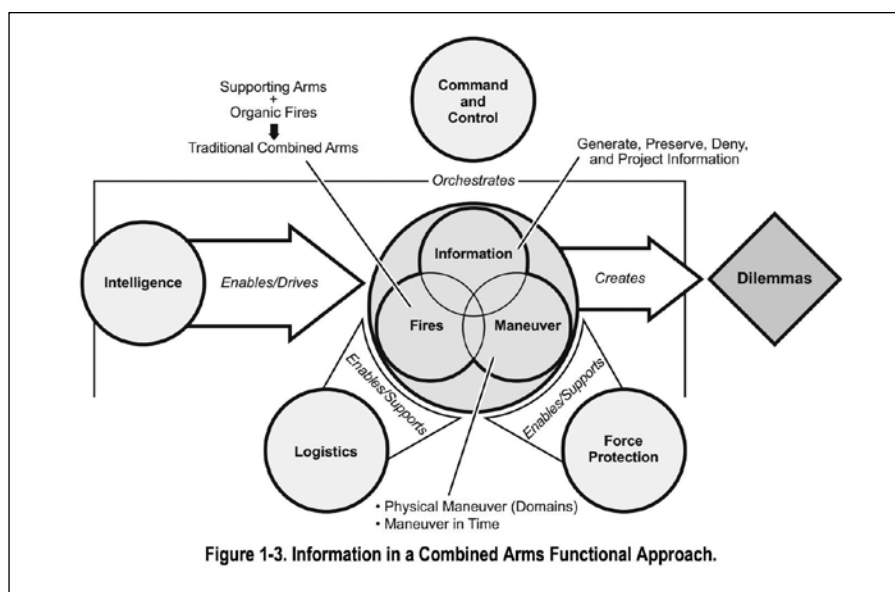 Supporting Arms
+
Organic Fires
Traditional Combined Arms
Command
and
Control
Generate, Preserve, Deny,
and Project Information
Orchestrates
Intelligence
Enables/Drives
Information
Fires
Maneuver
Creates
Dilemmas
Enables/Supports
Enables/Supports
Logistics
Force
Protection
• Physical Maneuver (Domains)
• Maneuver in Time
Figure 1-3. Information in a Combined Arms Functional Approach.